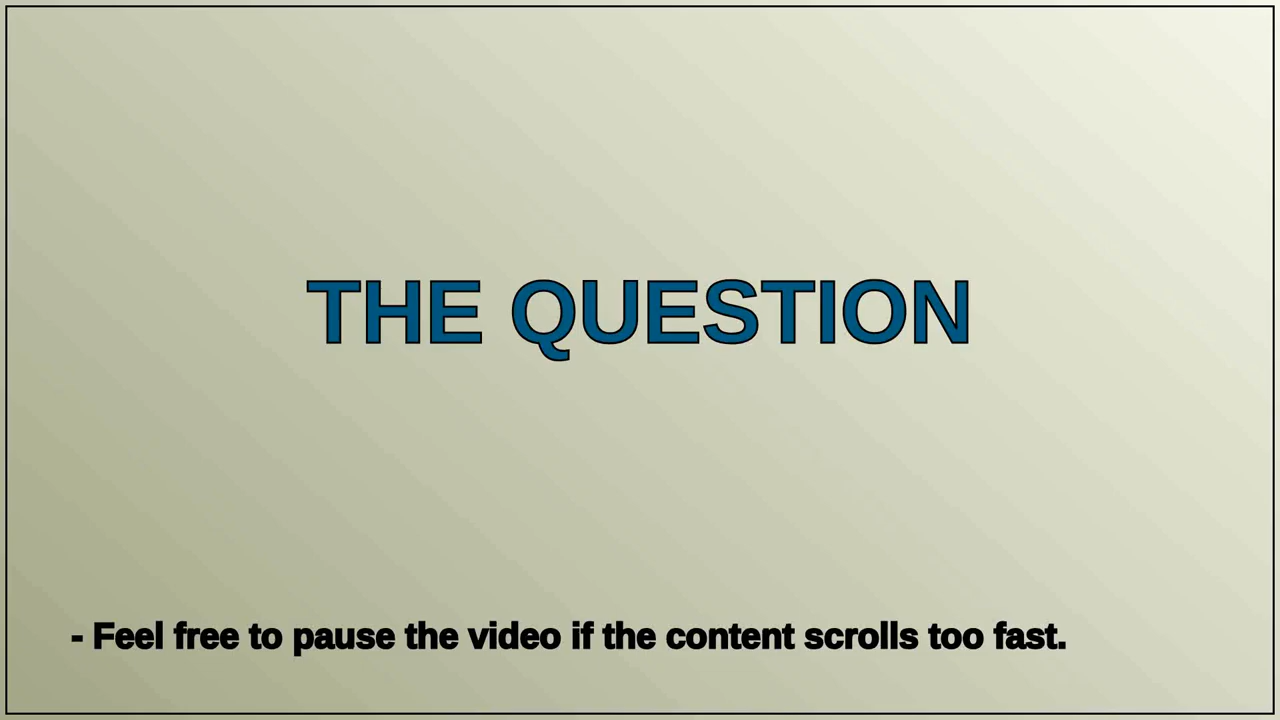 THE QUESTION
- Feel free to pause the video if the content scrolls too fast.